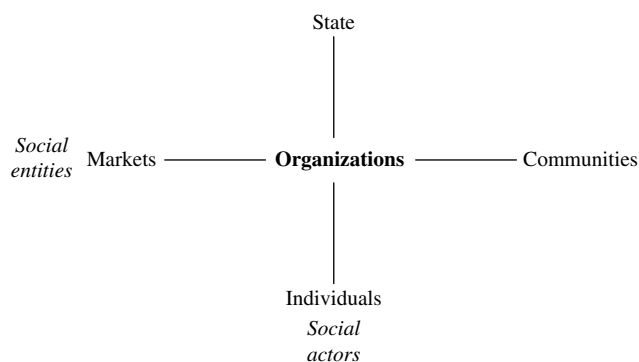 State
Social
entities
Markets
Organizations
Communities
Individuals
Social
actors